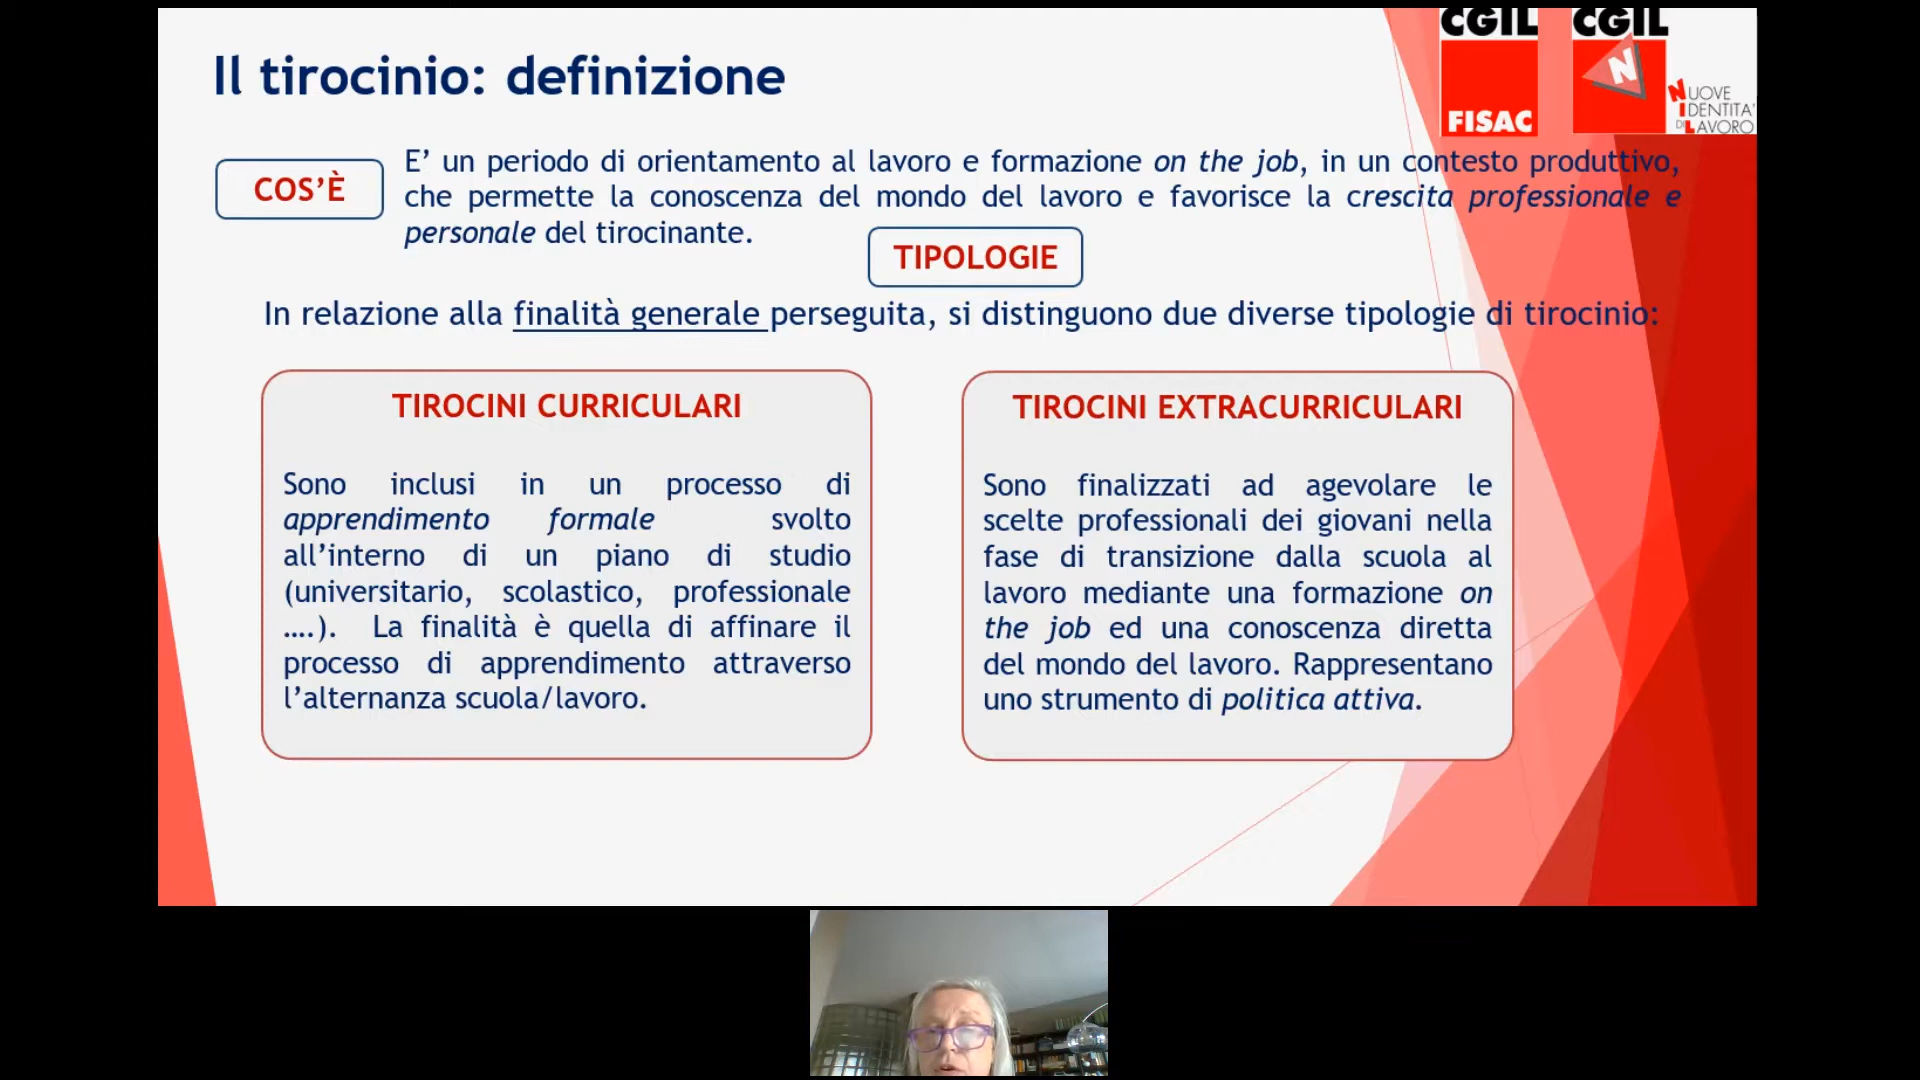 Il tirocinio: definizione
CGIL
FISAC
CGIL
N
NUOVE
IDENTITA'
DI LAVORO
COS’È
E’ un periodo di orientamento al lavoro e formazione on the job, in un contesto produttivo,
che permette la conoscenza del mondo del lavoro e favorisce la crescita professionale e
personale del tirocinante.
TIPOLOGIE
In relazione alla finalità generale perseguita, si distinguono due diverse tipologie di tirocinio:
TIROCINI CURRICULARI
Sono inclusi in un processo di
apprendimento formale svolto
all’interno di un piano di studio
(universitario, scolastico, professionale
….). La finalità è quella di affinare il
processo di apprendimento attraverso
l’alternanza scuola/lavoro.
TIROCINI EXTRACURRICULARI
Sono finalizzati ad agevolare le
scelte professionali dei giovani nella
fase di transizione dalla scuola al
lavoro mediante una formazione on
the job ed una conoscenza diretta
del mondo del lavoro. Rappresentano
uno strumento di politica attiva.